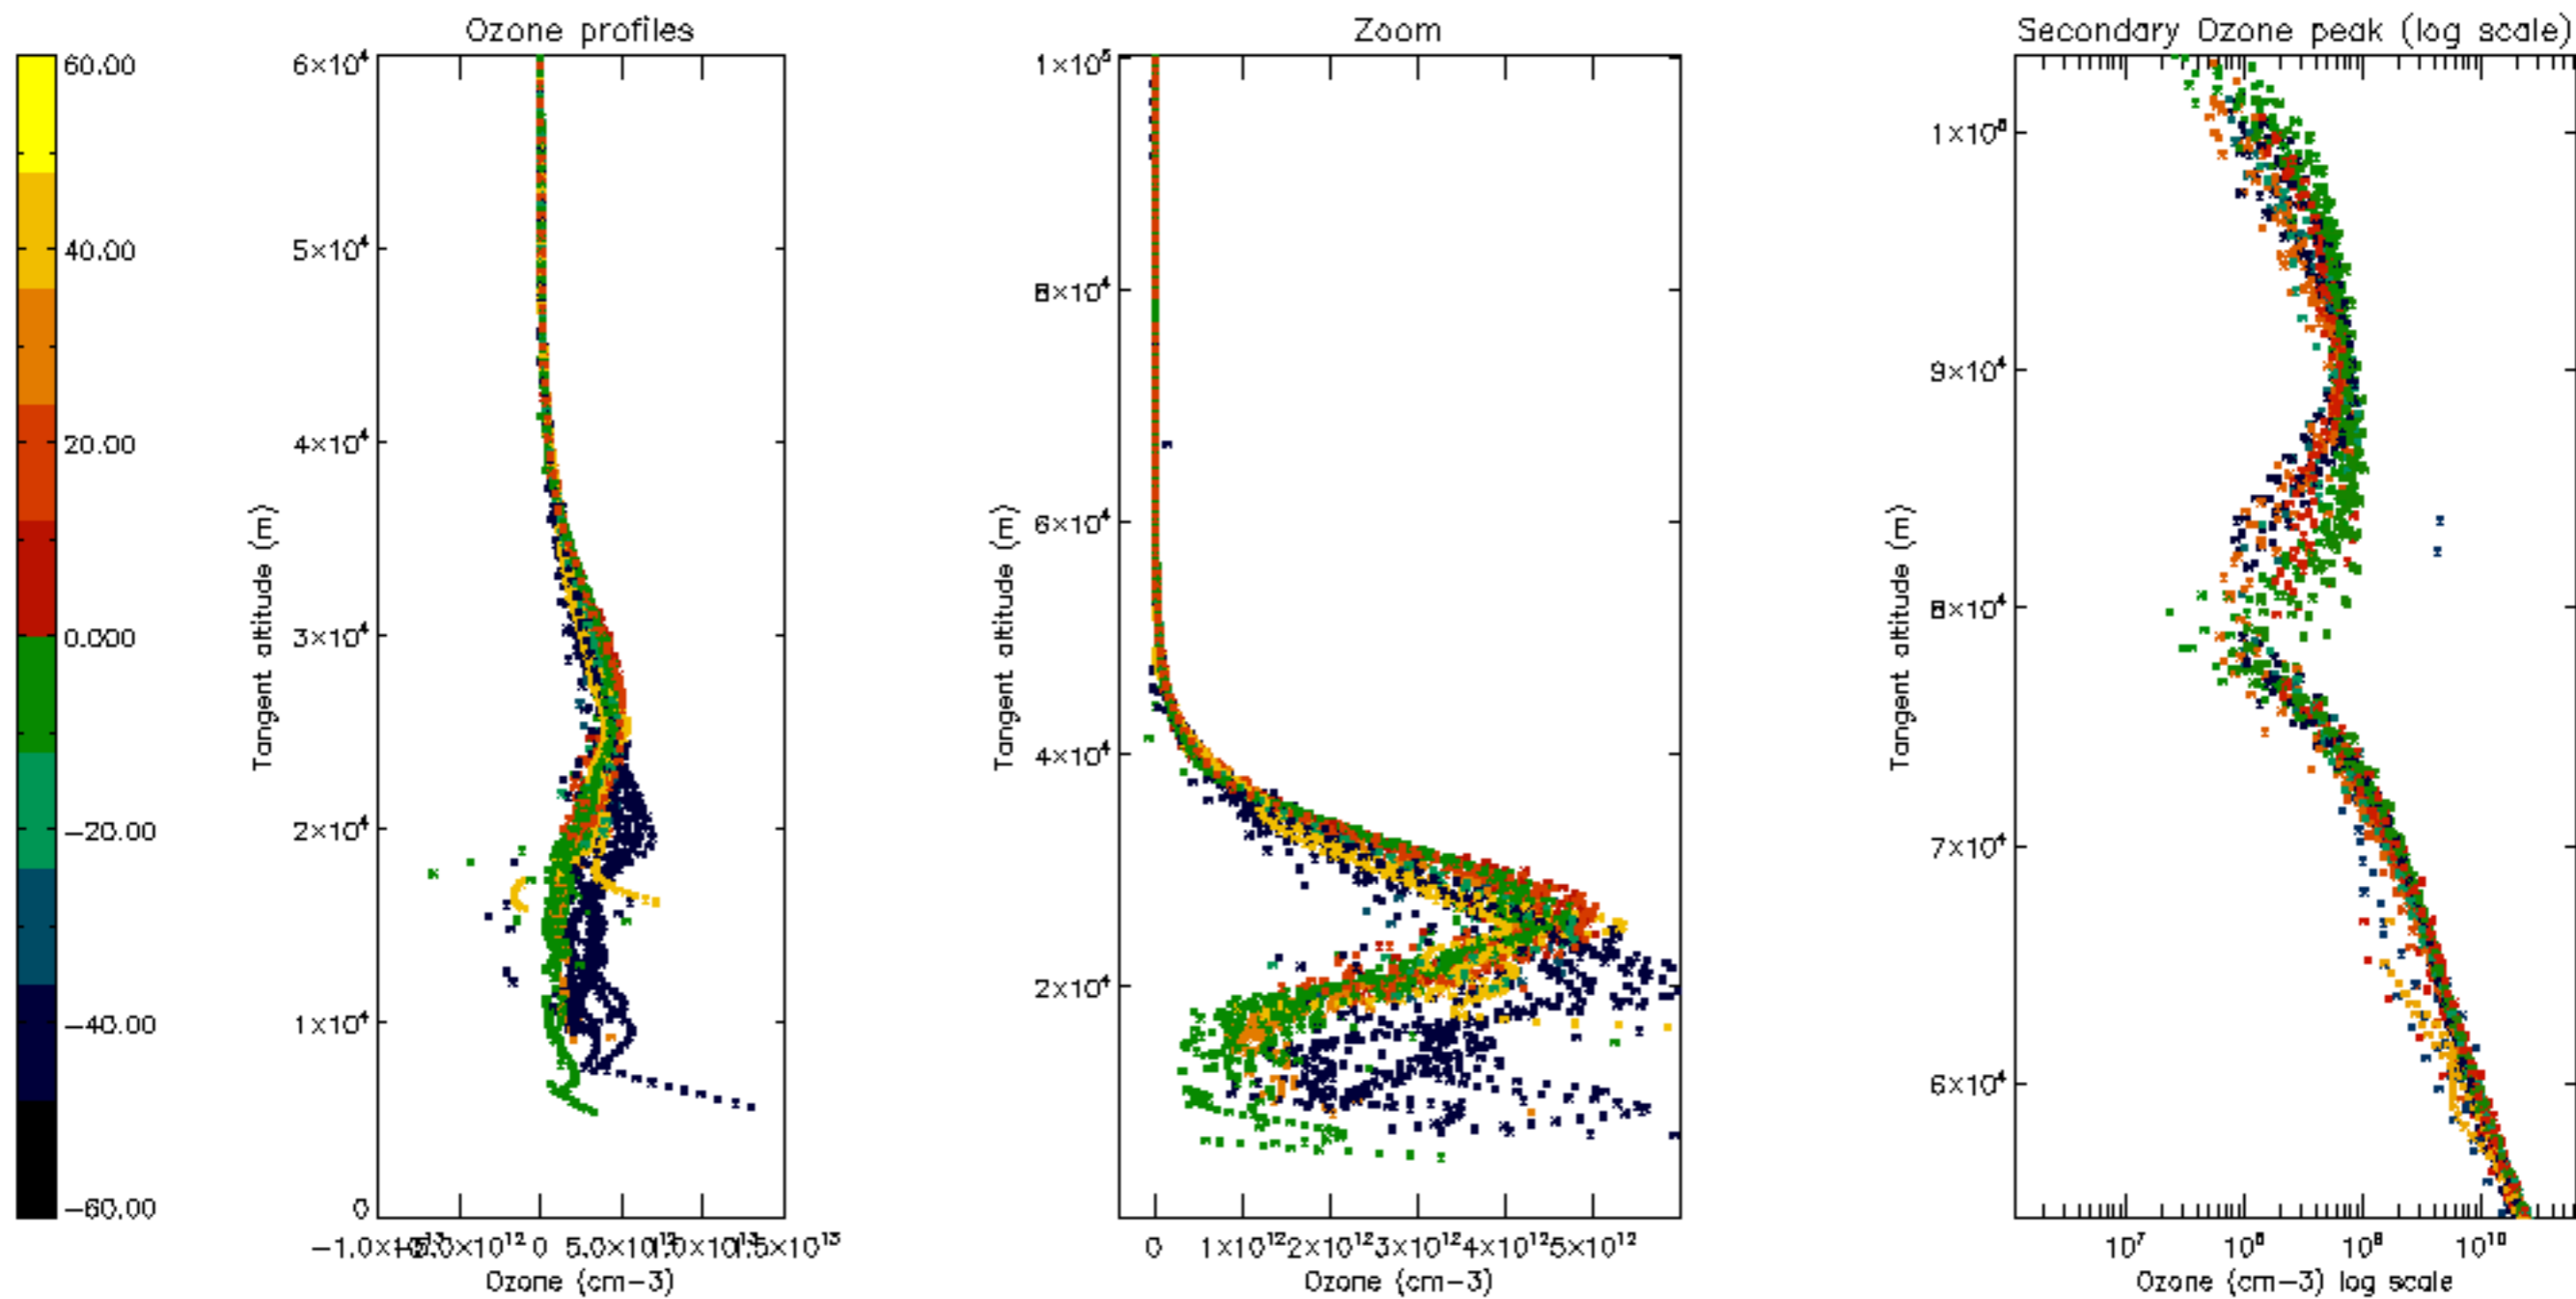 Ozone profiles
60.00
40.00
20.00
0.000
−20.00
−40.00
−60.00
6×10⁴
5×10⁴
4×10⁴
3×10⁴
2×10⁴
1×10⁴
0
Tangent altitude (m)
0
Ozone (cm−3)
Zoom
1×10⁵
8×10⁴
6×10⁴
4×10⁴
2×10⁴
Tangent altitude (m)
0 1×10¹² 2×10¹² 3×10¹² 4×10¹² 5×10¹²
Ozone (cm−3)
Secondary Ozone peak (log scale)
9×10⁴
8×10⁴
7×10⁴
6×10⁴
Tangent altitude (m)
10⁷ 10⁸ 10⁹ 10¹⁰
Ozone (cm−3) log scale